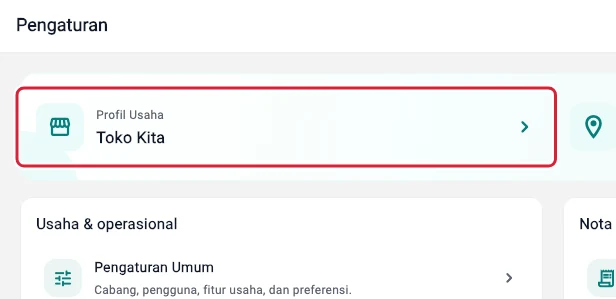 Pengaturan
Profil Usaha
Toko Kita
Usaha & operasional
Nota
Pengaturan Umum
Cabang, pengguna, fitur usaha, dan preferensi.